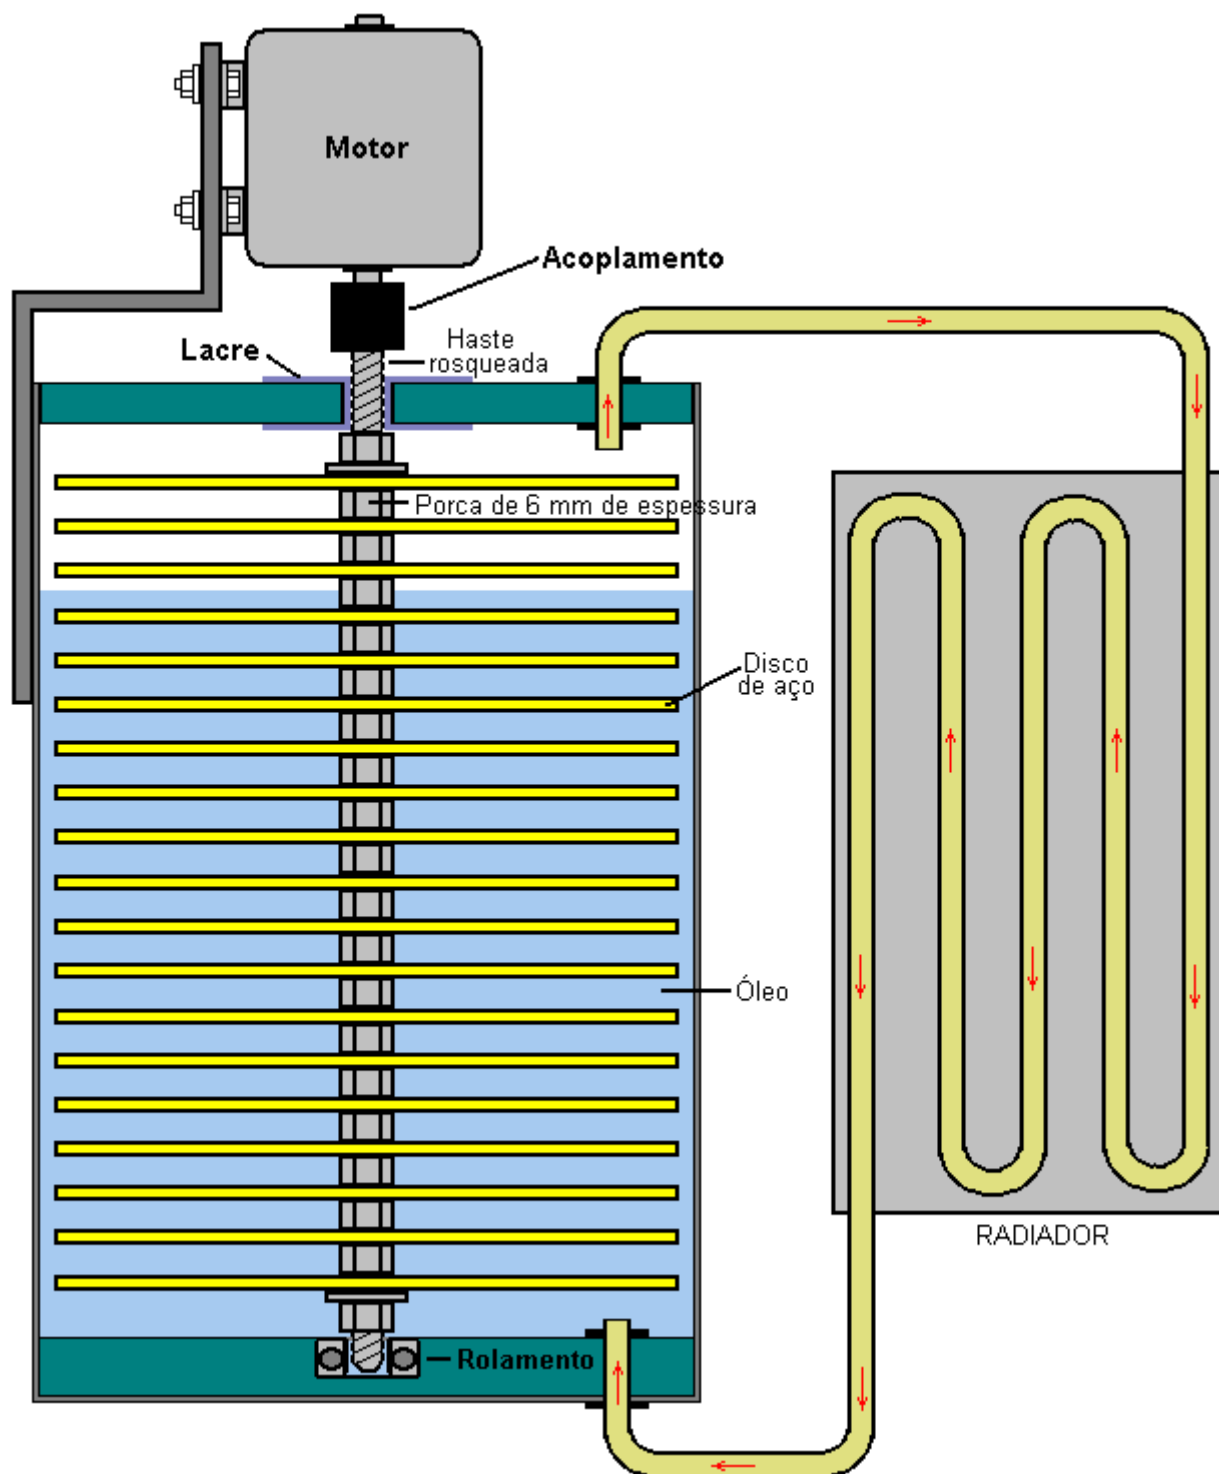 Motor
Acoplamento
Lacre
Haste
rosqueada
Porca de 6 mm de espessura
Disco
de aço
Óleo
RADIADOR
Rolamento